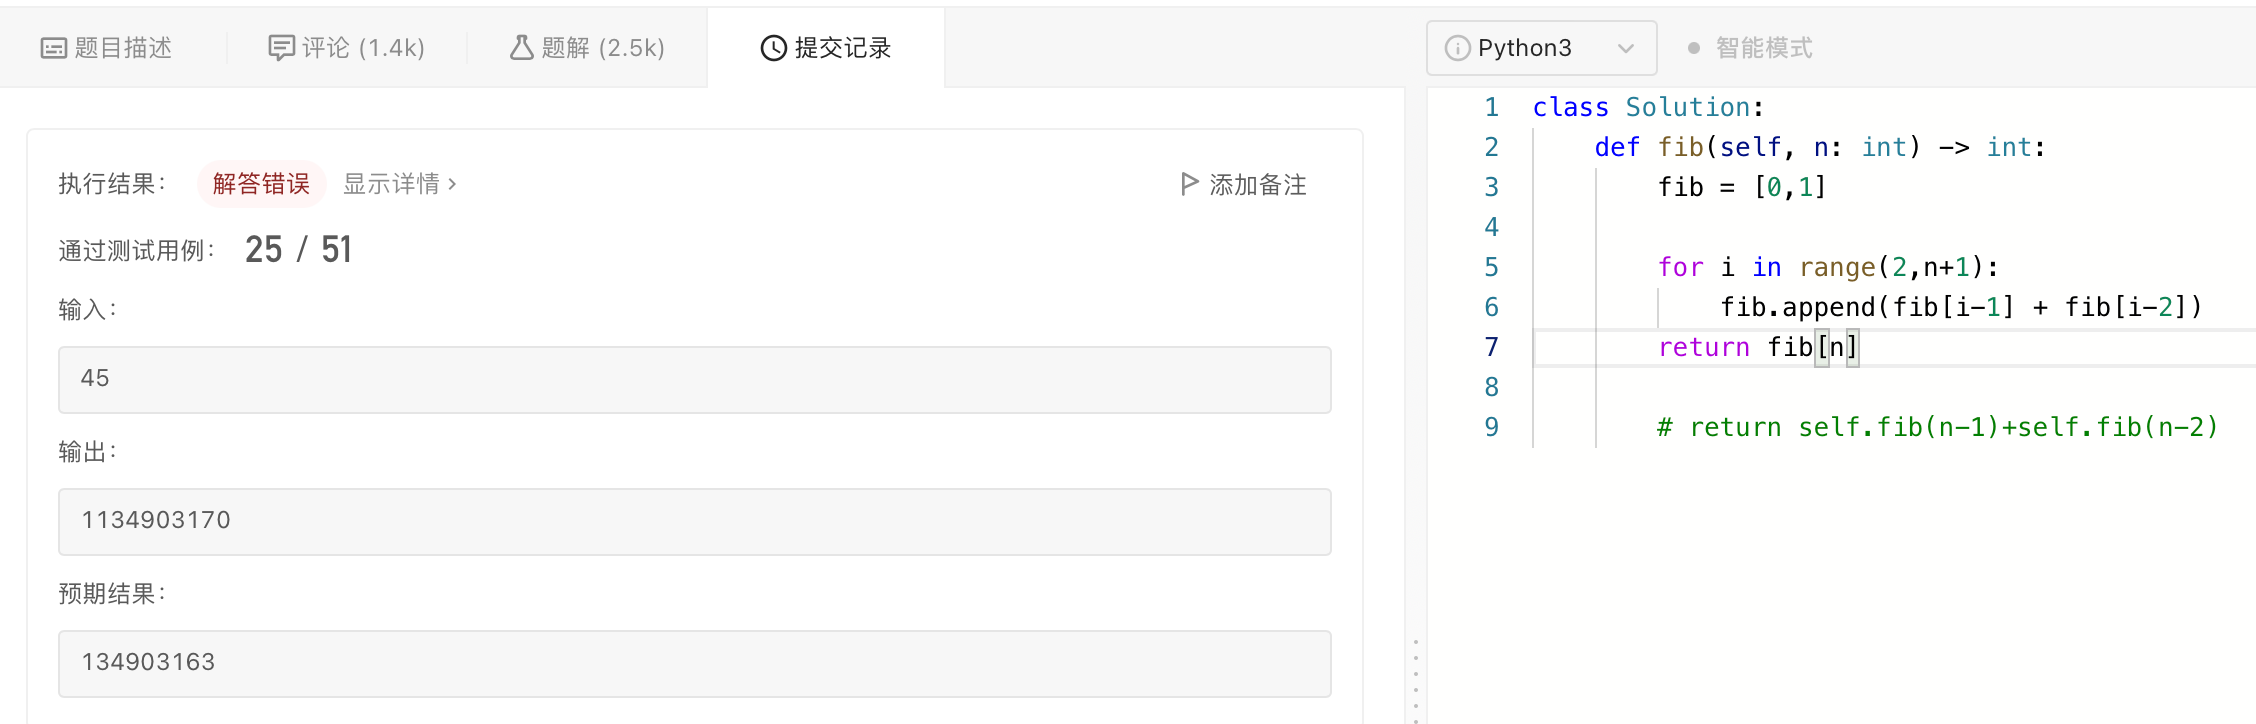 题目描述
评论 (1.4k)
题解 (2.5k)
提交记录
执行结果：
解答错误
显示详情 ›
添加备注
通过测试用例：
25 / 51
输入：
45
输出：
1134903170
预期结果：
134903163
Python3
智能模式
1 class Solution:
2     def fib(self, n: int) -> int:
3         fib = [0,1]
4
5         for i in range(2,n+1):
6             fib.append(fib[i-1] + fib[i-2])
7         return fib[n]
8
9         # return self.fib(n-1)+self.fib(n-2)